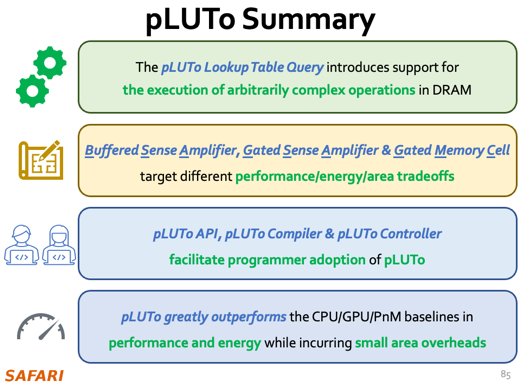 pLUTo Summary
The pLUTo Lookup Table Query introduces support for
the execution of arbitrarily complex operations in DRAM
Buffered Sense Amplifier, Gated Sense Amplifier & Gated Memory Cell
target different performance/energy/area tradeoffs
pLUTo API, pLUTo Compiler & pLUTo Controller
facilitate programmer adoption of pLUTo
pLUTo greatly outperforms the CPU/GPU/PnM baselines in
performance and energy while incurring small area overheads
SAFARI
85